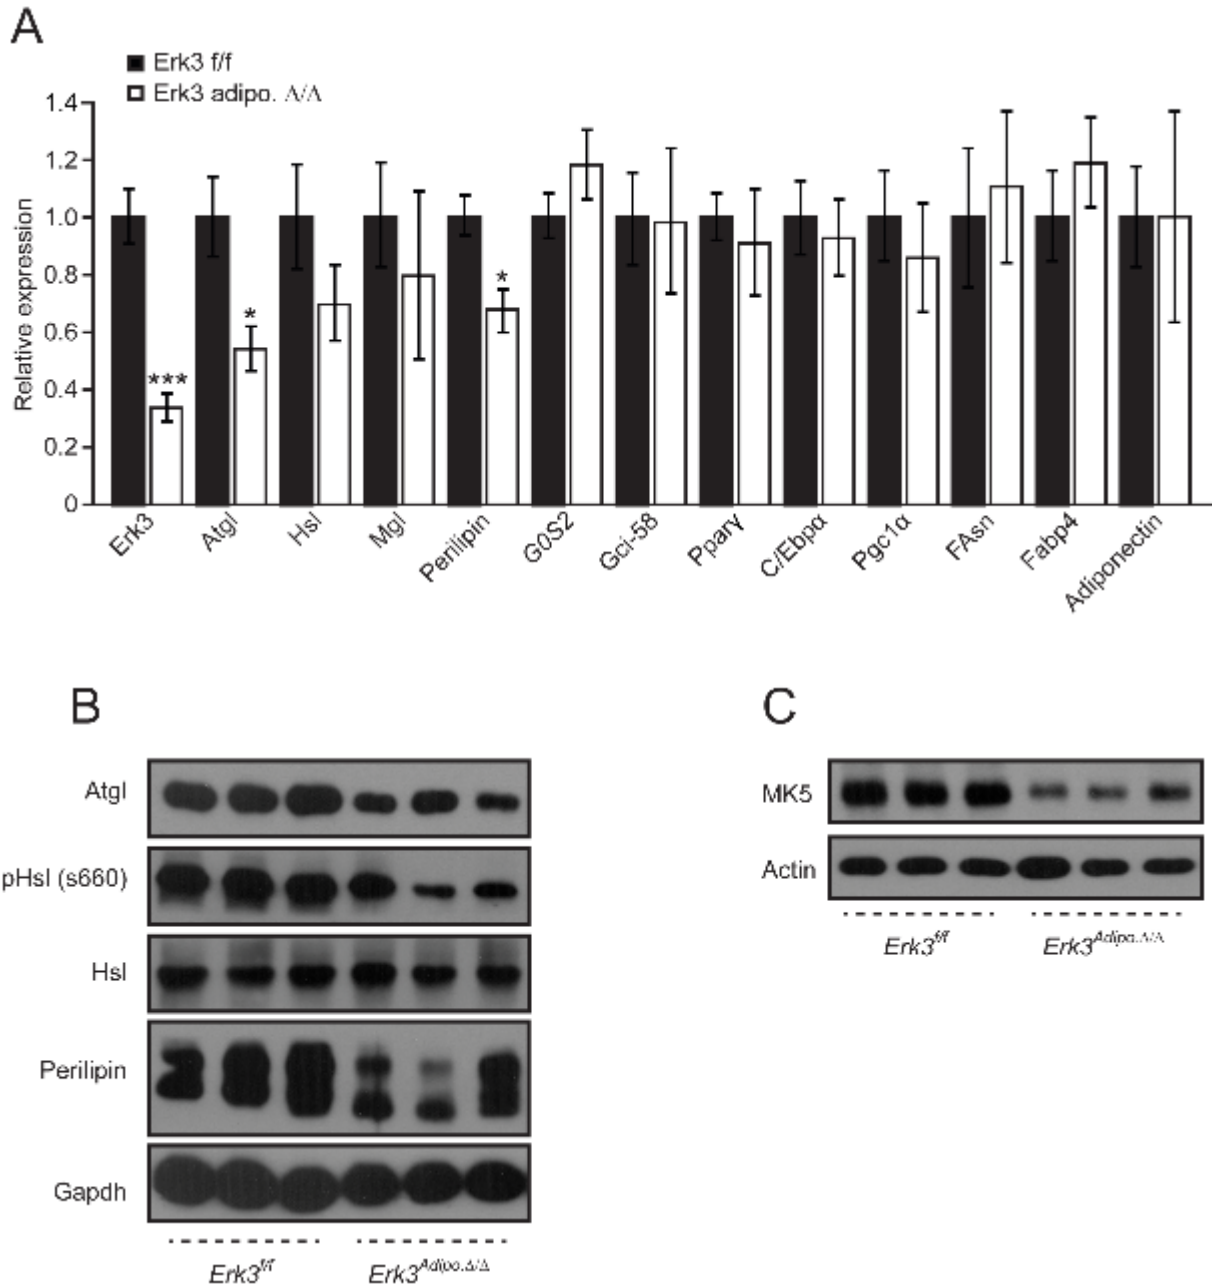 A
Erk3 f/f
Erk3 adipo. Δ/Δ
Relative expression
1.4
1.2
1.0
0.8
0.6
0.4
0.2
0
***
*
*
Erk3
Atgl
Hsl
Mgl
Perilipin
G0S2
Gci-58
Pparγ
C/Ebpα
Pgc1α
FAsn
Fabp4
Adiponectin
B
Atgl
pHsl (s660)
Hsl
Perilipin
Gapdh
Erk3f/f
Erk3Adipo.Δ/Δ
C
MK5
Actin
Erk3f/f
Erk3Adipo.Δ/Δ